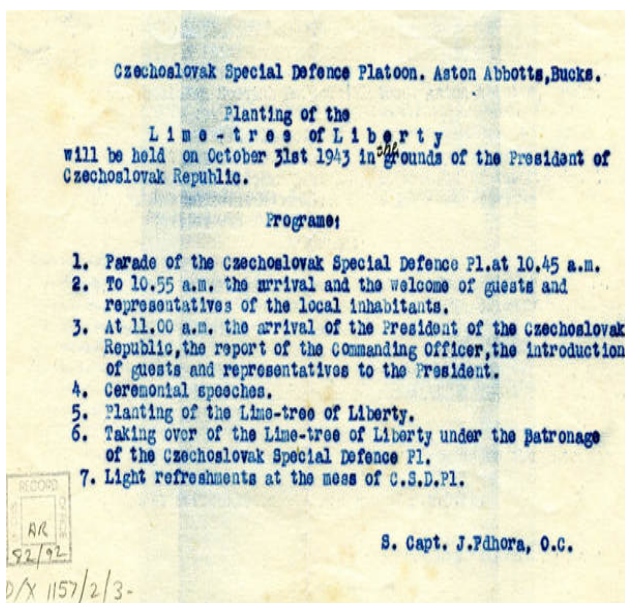 Czechoslovak Special Defence Platoon. Aston Abbotts,Bucks.
Planting of the
L i m e - t r e e  o f L i b e r t y
will be held on October 31st 1943 in the grounds of the President of
Czechoslovak Republic.
Programe:
1. Parade of the Czechoslovak Special Defence Pl.at 10.45 a.m.
2. To 10.55 a.m. the arrival and the welcome of guests and
representatives of the local inhabitants.
3. At 11.00 a.m. the arrival of the President of the Czechoslovak
Republic,the report of the Commanding Officer,the introduction
of guests and representatives to the President.
4. Ceremonial speeches.
5. Planting of the Lime-tree of Liberty.
6. Taking over of the Lime-tree of Liberty under the Patronage
of the Czechoslovak Special Defence Pl.
7. Light refreshments at the mess of C.S.D.Pl.
S. Capt. J.Pdhora, O.C.
RECORD
OFFICE
AR
82/92
D/X 1157/2/3-